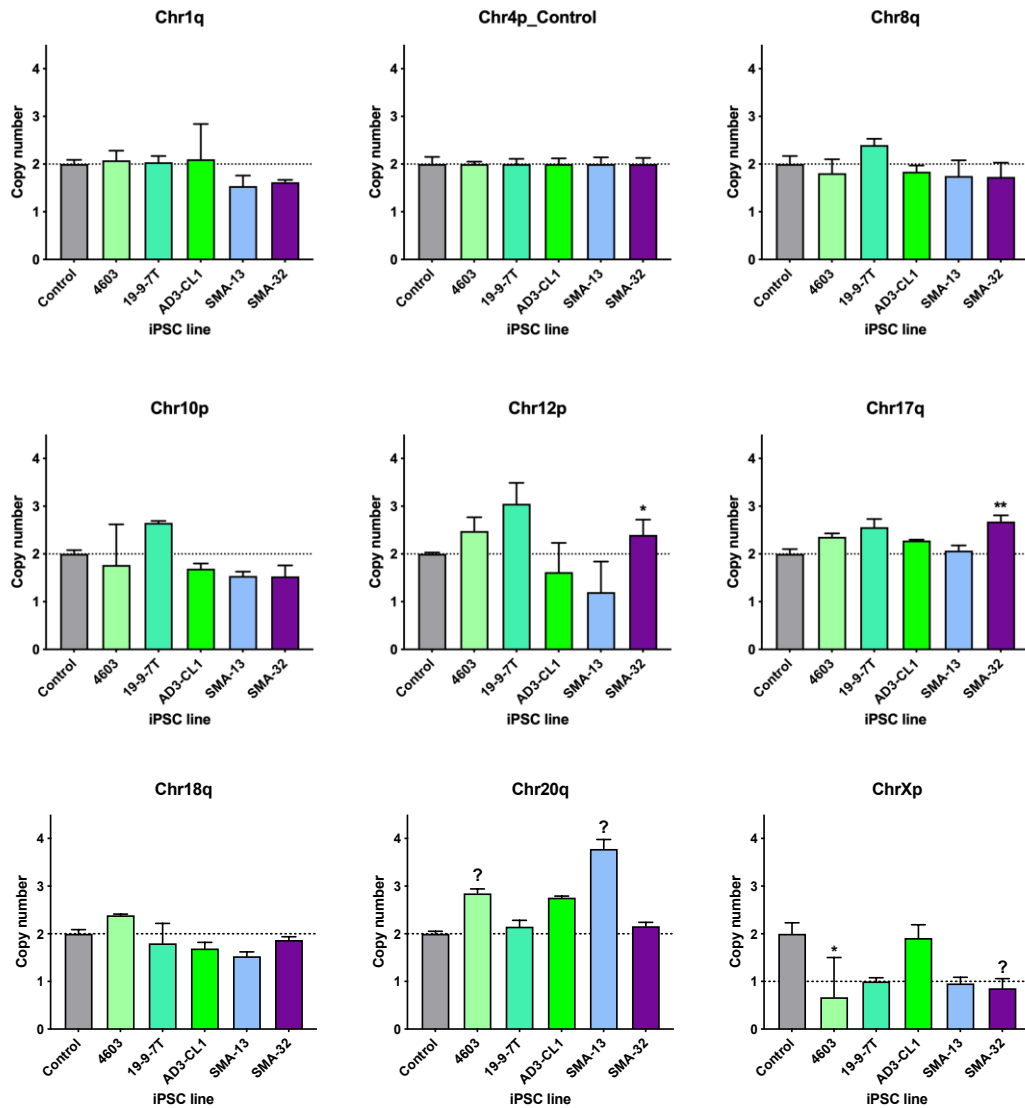 Chr1q
Copy number
4
3
2
1
0
Control
4603
19-9-7T
AD3-CL1
SMA-13
SMA-32
iPSC line
Chr4p_Control
Copy number
4
3
2
1
0
Control
4603
19-9-7T
AD3-CL1
SMA-13
SMA-32
iPSC line
Chr8q
Copy number
4
3
2
1
0
Control
4603
19-9-7T
AD3-CL1
SMA-13
SMA-32
iPSC line
Chr10p
Copy number
4
3
2
1
0
Control
4603
19-9-7T
AD3-CL1
SMA-13
SMA-32
iPSC line
Chr12p
Copy number
4
3
2
1
0
*
Control
4603
19-9-7T
AD3-CL1
SMA-13
SMA-32
iPSC line
Chr17q
Copy number
4
3
2
1
0
**
Control
4603
19-9-7T
AD3-CL1
SMA-13
SMA-32
iPSC line
Chr18q
Copy number
4
3
2
1
0
Control
4603
19-9-7T
AD3-CL1
SMA-13
SMA-32
iPSC line
Chr20q
Copy number
4
3
2
1
0
?
?
Control
4603
19-9-7T
AD3-CL1
SMA-13
SMA-32
iPSC line
ChrXp
Copy number
4
3
2
1
0
*
?
Control
4603
19-9-7T
AD3-CL1
SMA-13
SMA-32
iPSC line